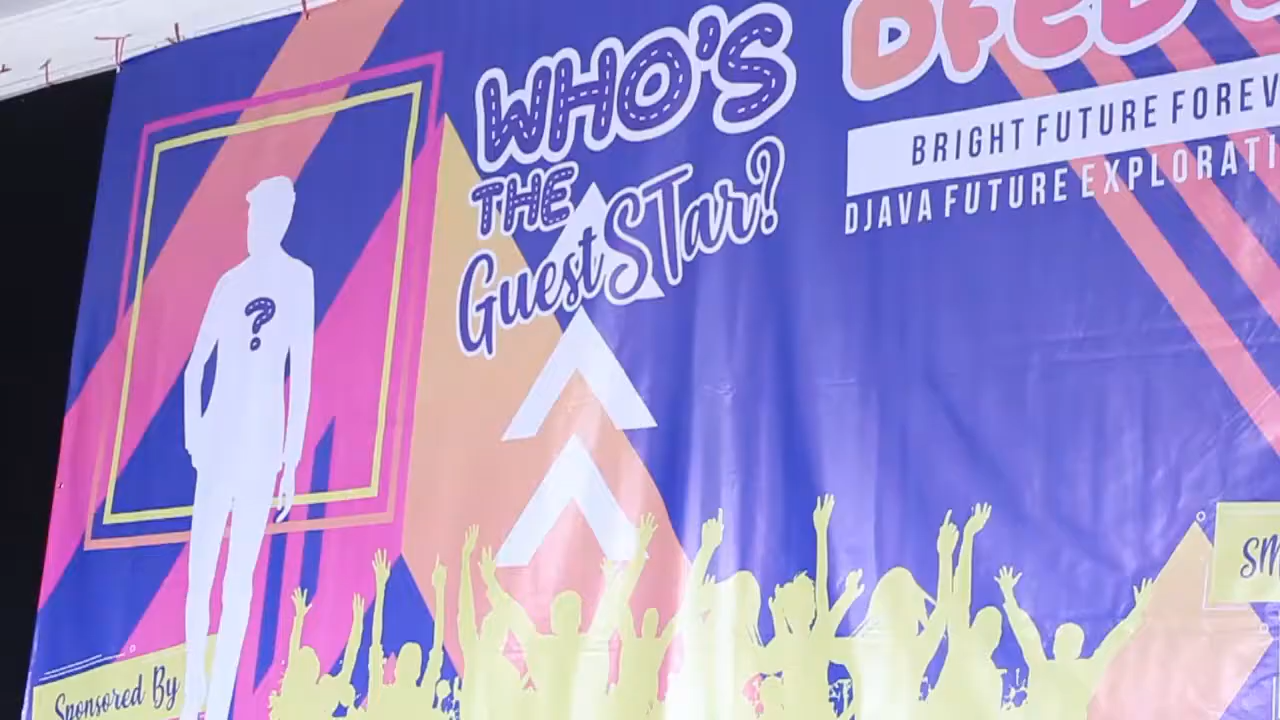 WHO'S
THE
Guest STar?
?
BRIGHT FUTURE FOREV
DJAVA FUTURE EXPLORATI
Sponsored By